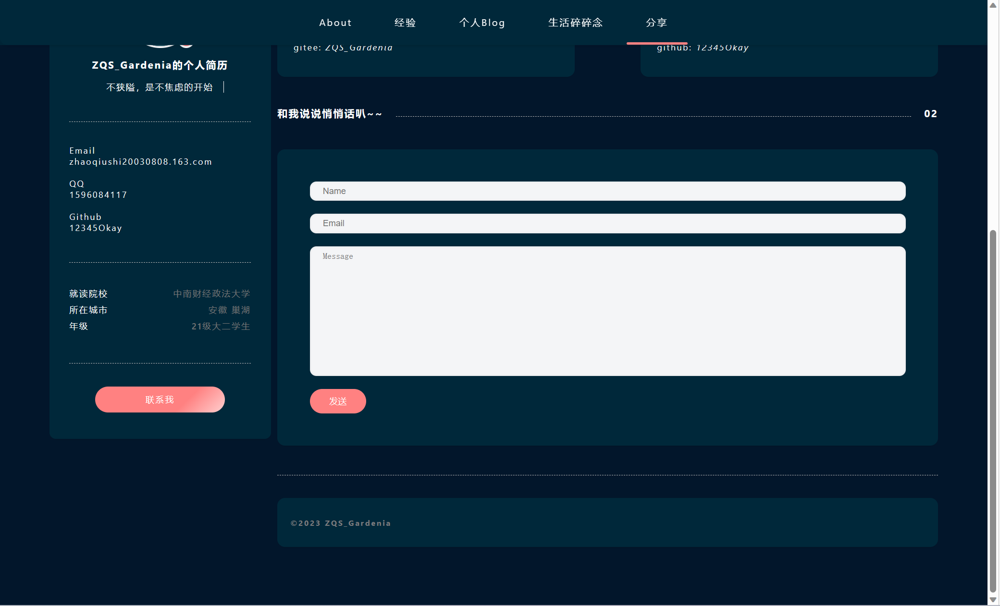 About 经验 个人Blog 生活碎碎念 分享
ZQS_Gardenia的个人简历
不狭隘，是不焦虑的开始
Email
zhaoqiushi20030808.163.com
QQ
1596084117
Github
12345Okay
就读院校 中南财经政法大学
所在城市 安徽 巢湖
年级 21级大二学生
联系我
gitee: ZQS_Gardenia
github: 12345Okay
和我说说悄悄话叭~~ 02
Name
Email
Message
发送
©2023 ZQS_Gardenia